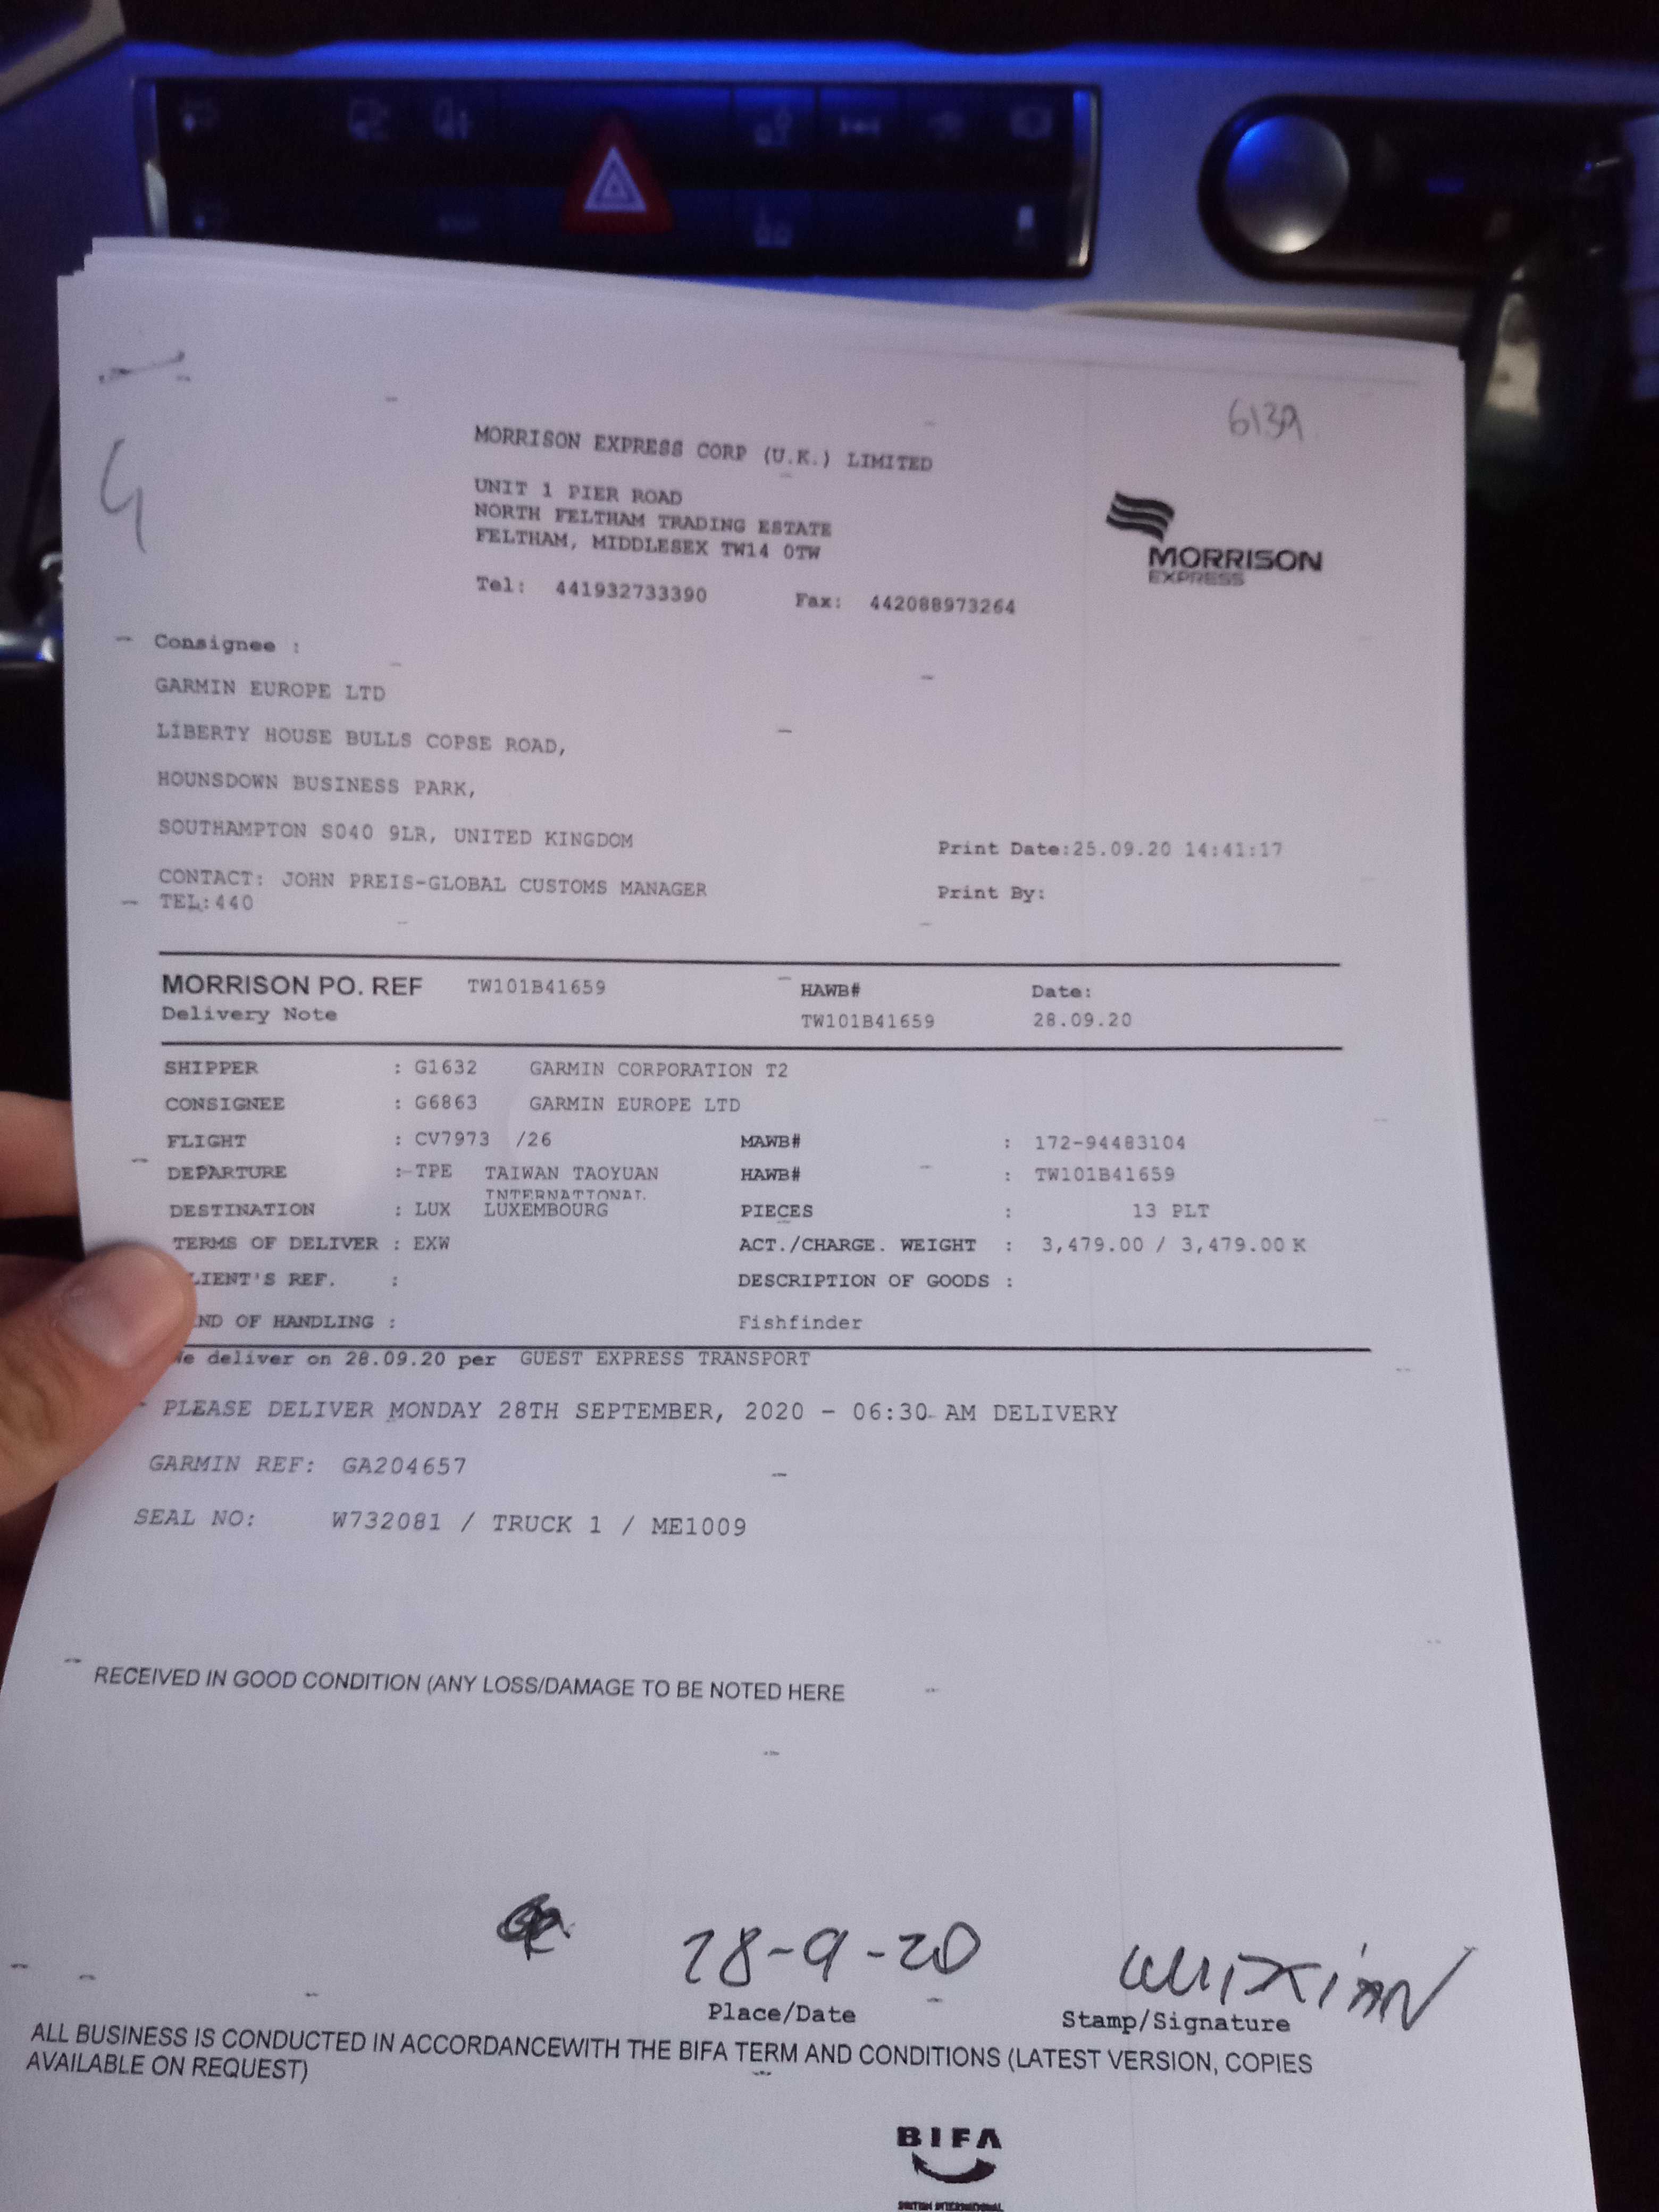 6139
MORRISON EXPRESS CORP (U.K.) LIMITED
UNIT 1 PIER ROAD
NORTH FELTHAM TRADING ESTATE
FELTHAM, MIDDLESEX TW14 0TW
MORRISON
EXPRESS
Tel: 441932733390 Fax: 442088973264
Consignee :
GARMIN EUROPE LTD
LIBERTY HOUSE BULLS COPSE ROAD,
HOUNSDOWN BUSINESS PARK,
SOUTHAMPTON SO40 9LR, UNITED KINGDOM
Print Date:25.09.20 14:41:17
CONTACT: JOHN PREIS-GLOBAL CUSTOMS MANAGER
Print By:
TEL:440
MORRISON PO. REF TW101B41659 HAWB# Date:
Delivery Note TW101B41659 28.09.20
SHIPPER : G1632 GARMIN CORPORATION T2
CONSIGNEE : G6863 GARMIN EUROPE LTD
FLIGHT : CV7973 /26 MAWB# : 172-94483104
DEPARTURE : TPE TAIWAN TAOYUAN HAWB# : TW101B41659
INTERNATIONAL
DESTINATION : LUX LUXEMBOURG PIECES : 13 PLT
TERMS OF DELIVER : EXW ACT./CHARGE. WEIGHT : 3,479.00 / 3,479.00 K
LIENT'S REF. : DESCRIPTION OF GOODS :
ND OF HANDLING : Fishfinder
We deliver on 28.09.20 per GUEST EXPRESS TRANSPORT
PLEASE DELIVER MONDAY 28TH SEPTEMBER, 2020 - 06:30 AM DELIVERY
GARMIN REF: GA204657
SEAL NO: W732081 / TRUCK 1 / ME1009
RECEIVED IN GOOD CONDITION (ANY LOSS/DAMAGE TO BE NOTED HERE
28-9-20
Place/Date Stamp/Signature
ALL BUSINESS IS CONDUCTED IN ACCORDANCEWITH THE BIFA TERM AND CONDITIONS (LATEST VERSION, COPIES
AVAILABLE ON REQUEST)
BIFA
BRITISH INTERNATIONAL